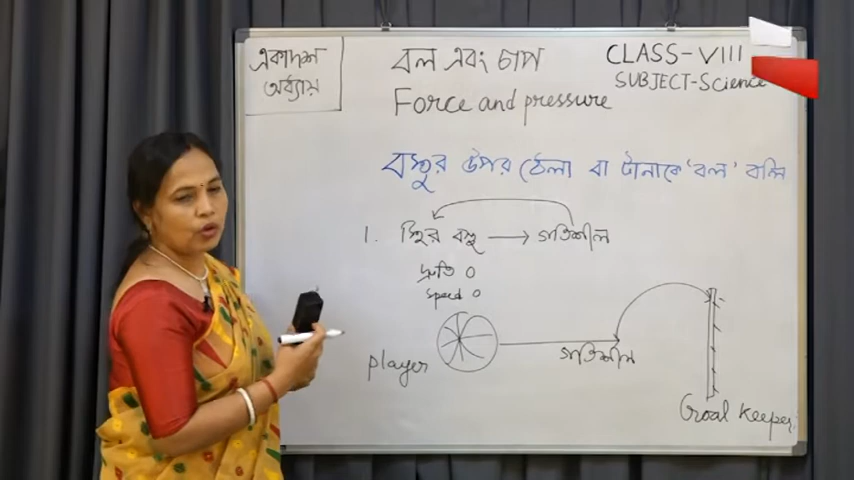 একাদশ
অধ্যায়
বল এবং চাপ
Force and pressure
CLASS-VIII
SUBJECT-Science
বস্তুর উপর ঠেলা বা টানাকে 'বল' বলি
1. স্থির বস্তু → গতিশীল
দ্রুতি 0
speed 0
player
গতিশীল
Goal keeper